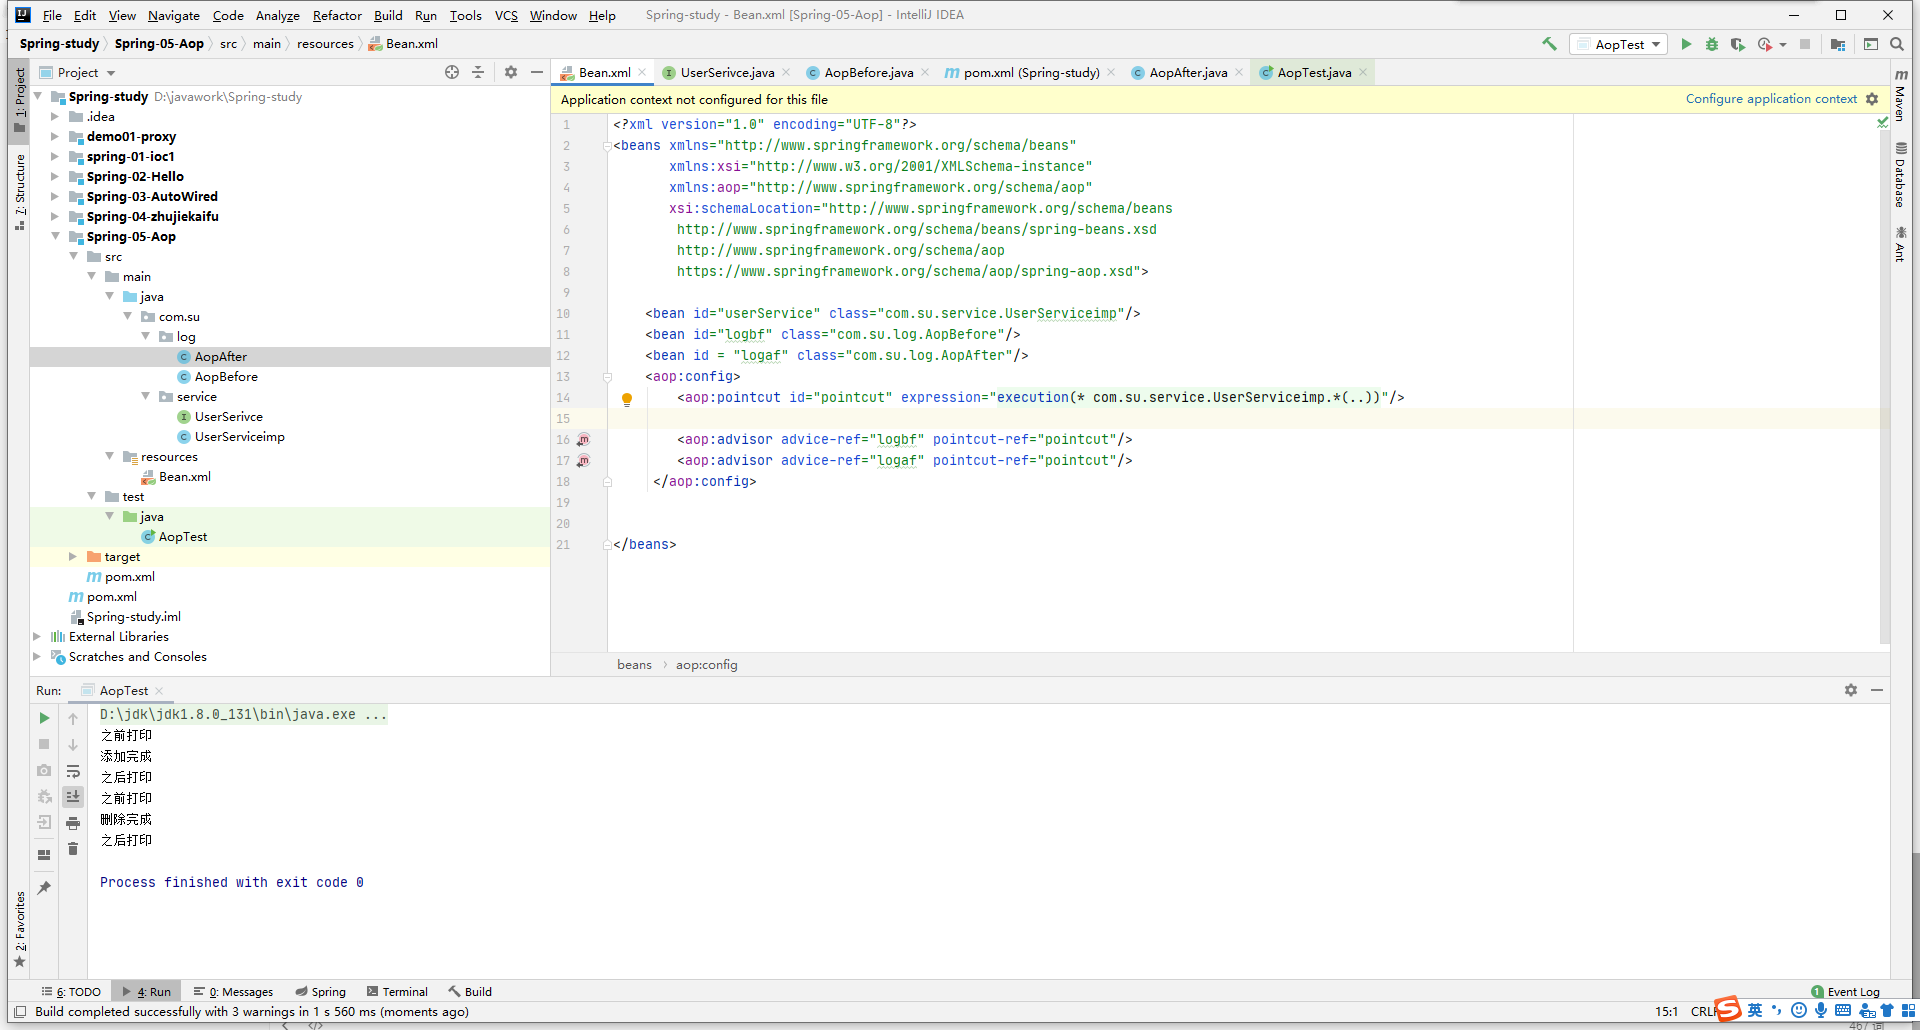 File Edit View Navigate Code Analyze Refactor Build Run Tools VCS Window Help Spring-study - Bean.xml [Spring-05-Aop] - IntelliJ IDEA
Spring-study Spring-05-Aop src main resources Bean.xml AopTest
Project
Bean.xml UserSerivce.java AopBefore.java pom.xml (Spring-study) AopAfter.java AopTest.java
1: Project
7: Structure
2: Favorites
Spring-study D:\javawork\Spring-study
.idea
demo01-proxy
spring-01-ioc1
Spring-02-Hello
Spring-03-AutoWired
Spring-04-zhujiekaifu
Spring-05-Aop
src
main
java
com.su
log
AopAfter
AopBefore
service
UserSerivce
UserServiceimp
resources
Bean.xml
test
java
AopTest
target
pom.xml
pom.xml
Spring-study.iml
External Libraries
Scratches and Consoles
Application context not configured for this file Configure application context
1 <?xml version="1.0" encoding="UTF-8"?>
2 <beans xmlns="http://www.springframework.org/schema/beans"
3 xmlns:xsi="http://www.w3.org/2001/XMLSchema-instance"
4 xmlns:aop="http://www.springframework.org/schema/aop"
5 xsi:schemaLocation="http://www.springframework.org/schema/beans
6 http://www.springframework.org/schema/beans/spring-beans.xsd
7 http://www.springframework.org/schema/aop
8 https://www.springframework.org/schema/aop/spring-aop.xsd">
9
10 <bean id="userService" class="com.su.service.UserServiceimp"/>
11 <bean id="logbf" class="com.su.log.AopBefore"/>
12 <bean id = "logaf" class="com.su.log.AopAfter"/>
13 <aop:config>
14 <aop:pointcut id="pointcut" expression="execution(* com.su.service.UserServiceimp.*(..))"/>
15
16 <aop:advisor advice-ref="logbf" pointcut-ref="pointcut"/>
17 <aop:advisor advice-ref="logaf" pointcut-ref="pointcut"/>
18 </aop:config>
19
20
21 </beans>
beans aop:config
Maven
Database
Ant
Run: AopTest
D:\jdk\jdk1.8.0_131\bin\java.exe ...
之前打印
添加完成
之后打印
之前打印
删除完成
之后打印
Process finished with exit code 0
6: TODO 4: Run 0: Messages Spring Terminal Build 1 Event Log
Build completed successfully with 3 warnings in 1 s 560 ms (moments ago) 15:1 CRLF 英